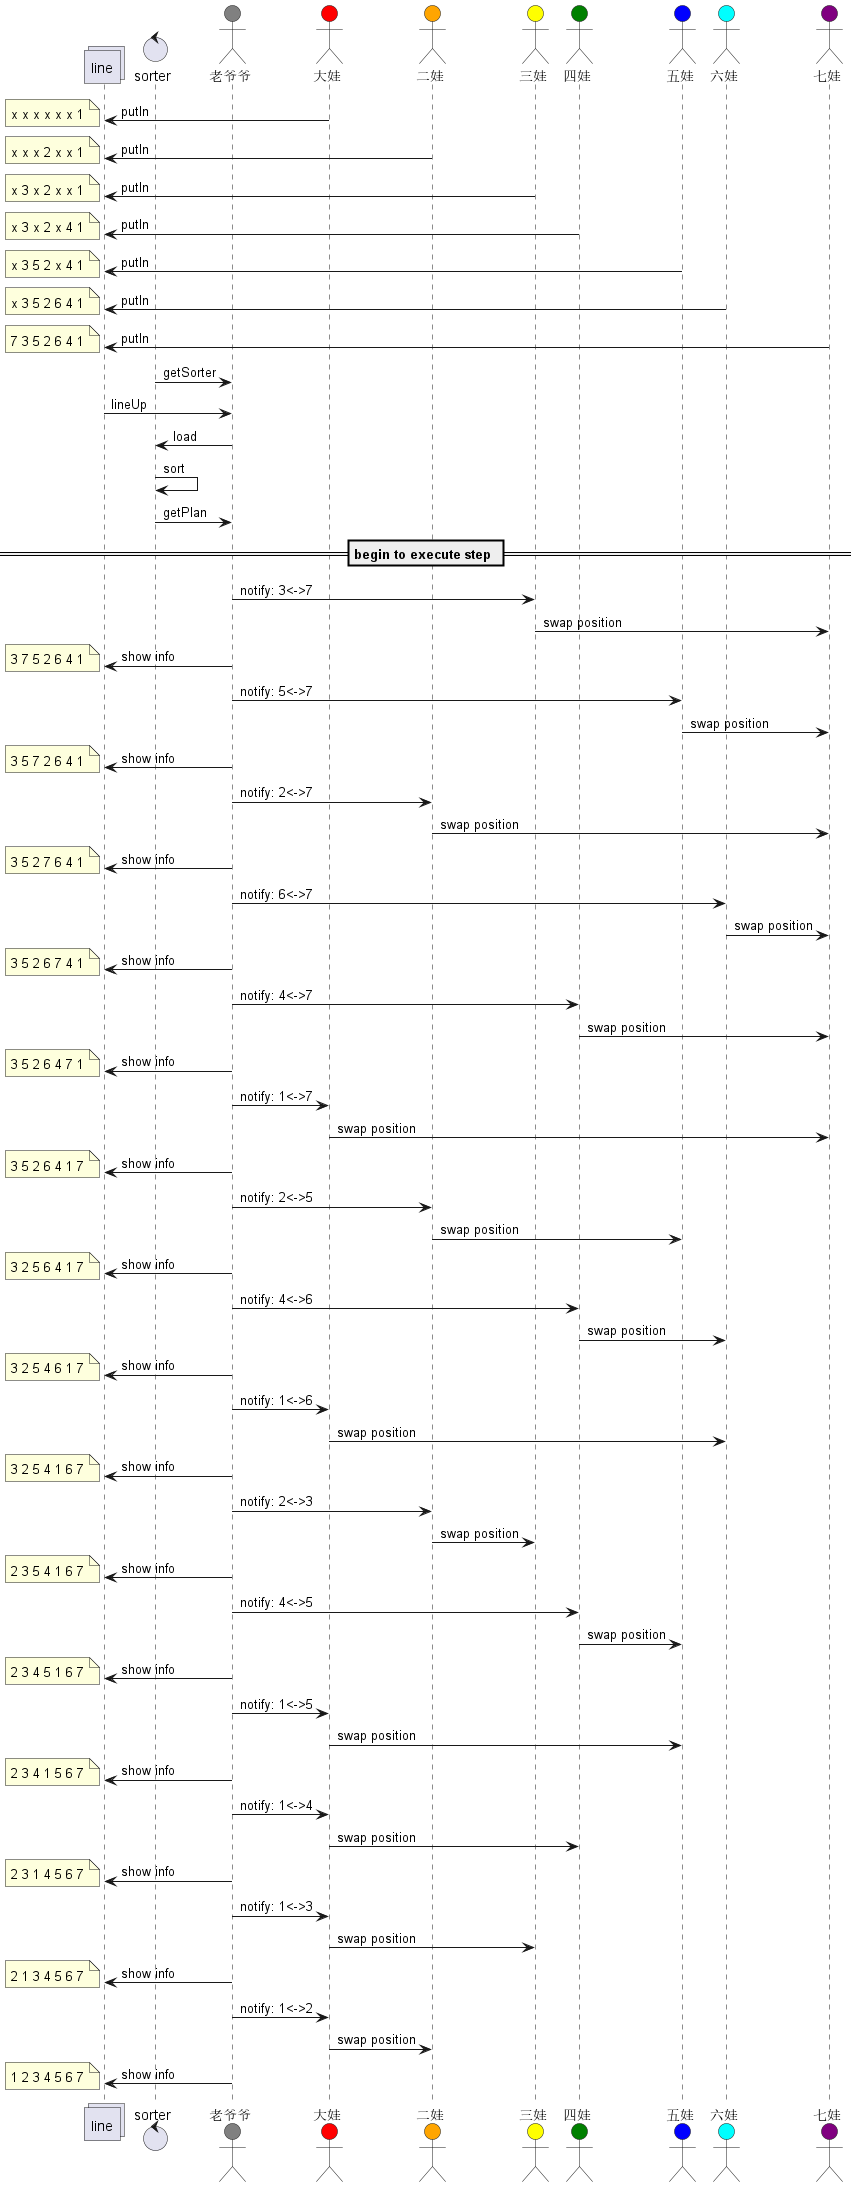 line
sorter
老爷爷
大娃
二娃
三娃
四娃
五娃
六娃
七娃
x x x x x x 1
putIn
x x x 2 x x 1
putIn
x 3 x 2 x x 1
putIn
x 3 x 2 x 4 1
putIn
x 3 5 2 x 4 1
putIn
x 3 5 2 6 4 1
putIn
7 3 5 2 6 4 1
putIn
getSorter
lineUp
load
sort
getPlan
begin to execute step
notify: 3<->7
swap position
3 7 5 2 6 4 1
show info
notify: 5<->7
swap position
3 5 7 2 6 4 1
show info
notify: 2<->7
swap position
3 5 2 7 6 4 1
show info
notify: 6<->7
swap position
3 5 2 6 7 4 1
show info
notify: 4<->7
swap position
3 5 2 6 4 7 1
show info
notify: 1<->7
swap position
3 5 2 6 4 1 7
show info
notify: 2<->5
swap position
3 2 5 6 4 1 7
show info
notify: 4<->6
swap position
3 2 5 4 6 1 7
show info
notify: 1<->6
swap position
3 2 5 4 1 6 7
show info
notify: 2<->3
swap position
2 3 5 4 1 6 7
show info
notify: 4<->5
swap position
2 3 4 5 1 6 7
show info
notify: 1<->5
swap position
2 3 4 1 5 6 7
show info
notify: 1<->4
swap position
2 3 1 4 5 6 7
show info
notify: 1<->3
swap position
2 1 3 4 5 6 7
show info
notify: 1<->2
swap position
1 2 3 4 5 6 7
show info
line
sorter
老爷爷
大娃
二娃
三娃
四娃
五娃
六娃
七娃